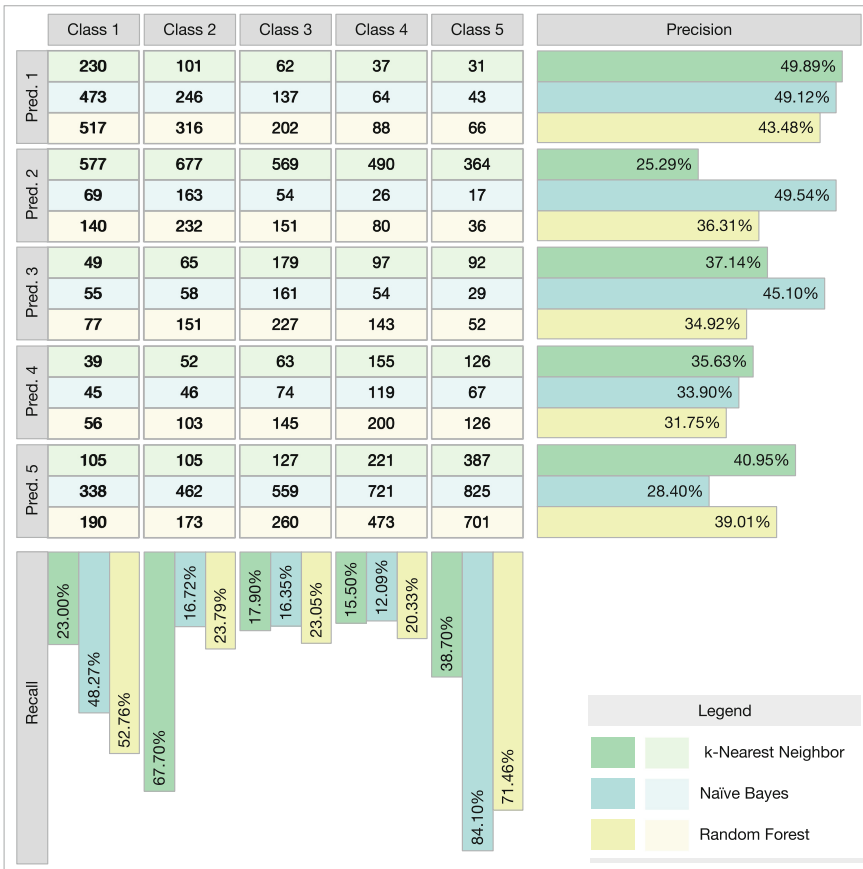 Class 1 Class 2 Class 3 Class 4 Class 5 Precision
Pred. 1
230 101 62 37 31 49.89%
473 246 137 64 43 49.12%
517 316 202 88 66 43.48%
Pred. 2
577 677 569 490 364 25.29%
69 163 54 26 17 49.54%
140 232 151 80 36 36.31%
Pred. 3
49 65 179 97 92 37.14%
55 58 161 54 29 45.10%
77 151 227 143 52 34.92%
Pred. 4
39 52 63 155 126 35.63%
45 46 74 119 67 33.90%
56 103 145 200 126 31.75%
Pred. 5
105 105 127 221 387 40.95%
338 462 559 721 825 28.40%
190 173 260 473 701 39.01%
Recall
23.00% 48.27% 52.76% 67.70% 16.72% 23.79% 17.90% 16.35% 23.05% 15.50% 12.09% 20.33% 38.70% 84.10% 71.46%
Legend
k-Nearest Neighbor
Naïve Bayes
Random Forest